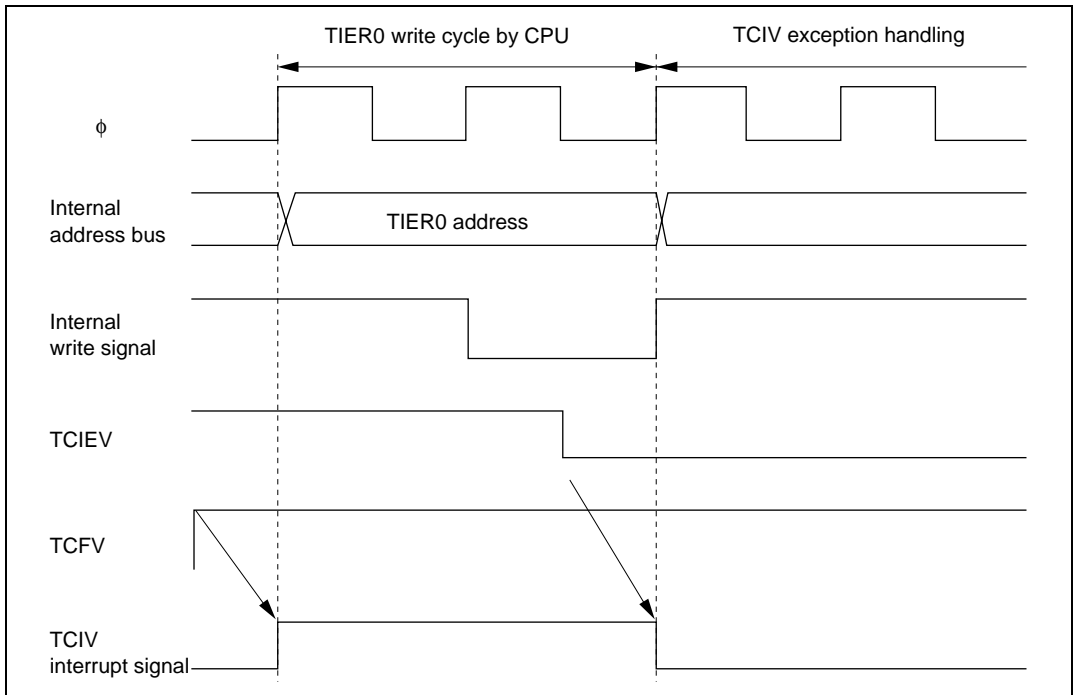 TIER0 write cycle by CPU
TCIV exception handling
ϕ
Internal
address bus
TIER0 address
Internal
write signal
TCIEV
TCFV
TCIV
interrupt signal